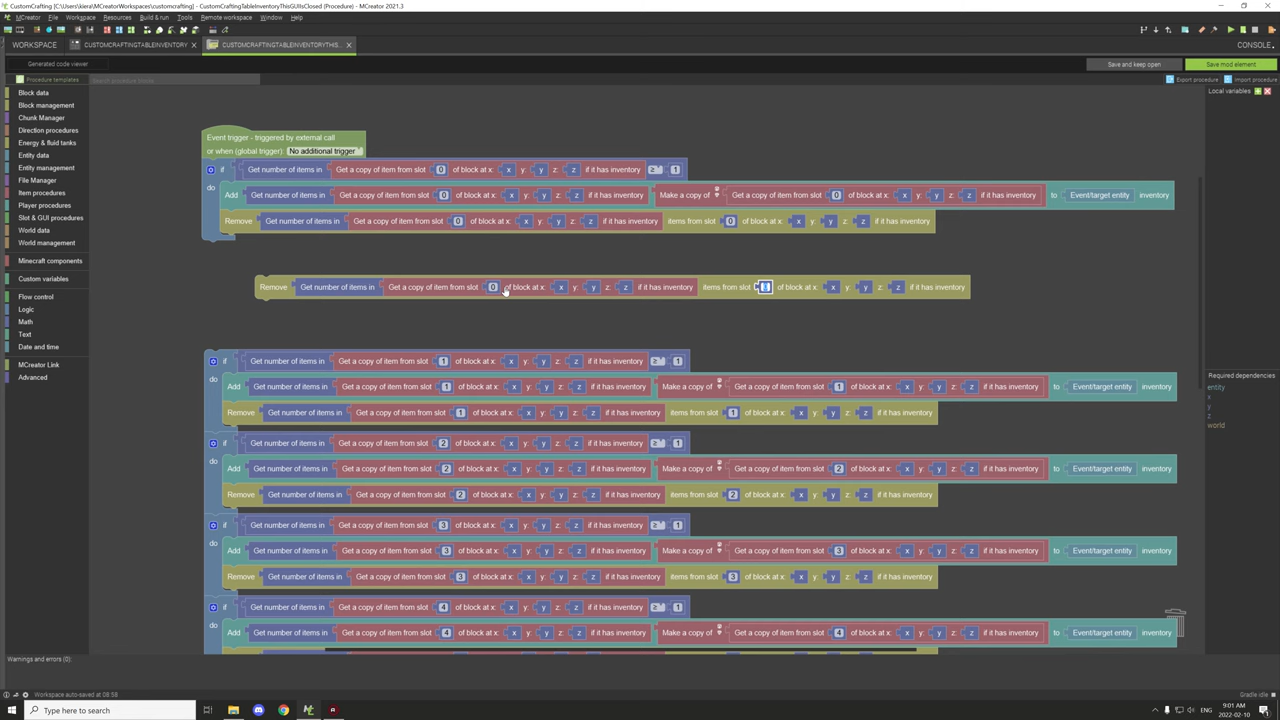 CustomCrafting [C:\Users\kiera\MCreatorWorkspaces\customcrafting] - CustomCraftingTableInventoryThisGUIIsClosed (Procedure) - MCreator 2021.3
MCreator File Workspace Resources Build & run Tools Remote workspace Window Help
WORKSPACE CUSTOMCRAFTINGTABLEINVENTORY CUSTOMCRAFTINGTABLEINVENTORYTHIS... CONSOLE
Generated code viewer Save and keep open Save mod element
Procedure templates Search procedure blocks Export procedure Import procedure
Block data
Block management
Chunk Manager
Direction procedures
Energy & fluid tanks
Entity data
Entity management
File Manager
Item procedures
Player procedures
Slot & GUI procedures
World data
World management
Minecraft components
Custom variables
Flow control
Logic
Math
Text
Date and time
MCreator Link
Advanced
Event trigger - triggered by external call
or when (global trigger): No additional trigger
if Get number of items in Get a copy of item from slot 0 of block at x: x y: y z: z if it has inventory ≥ 1
do Add Get number of items in Get a copy of item from slot 0 of block at x: x y: y z: z if it has inventory Make a copy of Get a copy of item from slot 0 of block at x: x y: y z: z if it has inventory to Event/target entity inventory
Remove Get number of items in Get a copy of item from slot 0 of block at x: x y: y z: z if it has inventory items from slot 0 of block at x: x y: y z: z if it has inventory
Remove Get number of items in Get a copy of item from slot 0 of block at x: x y: y z: z if it has inventory items from slot of block at x: x y: y z: z if it has inventory
if Get number of items in Get a copy of item from slot 1 of block at x: x y: y z: z if it has inventory ≥ 1
do Add Get number of items in Get a copy of item from slot 1 of block at x: x y: y z: z if it has inventory Make a copy of Get a copy of item from slot 1 of block at x: x y: y z: z if it has inventory to Event/target entity inventory
Remove Get number of items in Get a copy of item from slot 1 of block at x: x y: y z: z if it has inventory items from slot 1 of block at x: x y: y z: z if it has inventory
if Get number of items in Get a copy of item from slot 2 of block at x: x y: y z: z if it has inventory ≥ 1
do Add Get number of items in Get a copy of item from slot 2 of block at x: x y: y z: z if it has inventory Make a copy of Get a copy of item from slot 2 of block at x: x y: y z: z if it has inventory to Event/target entity inventory
Remove Get number of items in Get a copy of item from slot 2 of block at x: x y: y z: z if it has inventory items from slot 2 of block at x: x y: y z: z if it has inventory
if Get number of items in Get a copy of item from slot 3 of block at x: x y: y z: z if it has inventory ≥ 1
do Add Get number of items in Get a copy of item from slot 3 of block at x: x y: y z: z if it has inventory Make a copy of Get a copy of item from slot 3 of block at x: x y: y z: z if it has inventory to Event/target entity inventory
Remove Get number of items in Get a copy of item from slot 3 of block at x: x y: y z: z if it has inventory items from slot 3 of block at x: x y: y z: z if it has inventory
if Get number of items in Get a copy of item from slot 4 of block at x: x y: y z: z if it has inventory ≥ 1
do Add Get number of items in Get a copy of item from slot 4 of block at x: x y: y z: z if it has inventory Make a copy of Get a copy of item from slot 4 of block at x: x y: y z: z if it has inventory to Event/target entity inventory
Local variables
Required dependencies
entity
x
y
z
world
Warnings and errors (0):
Workspace auto-saved at 08:58 Gradle idle
Type here to search ENG 9:01 AM
2022-02-10